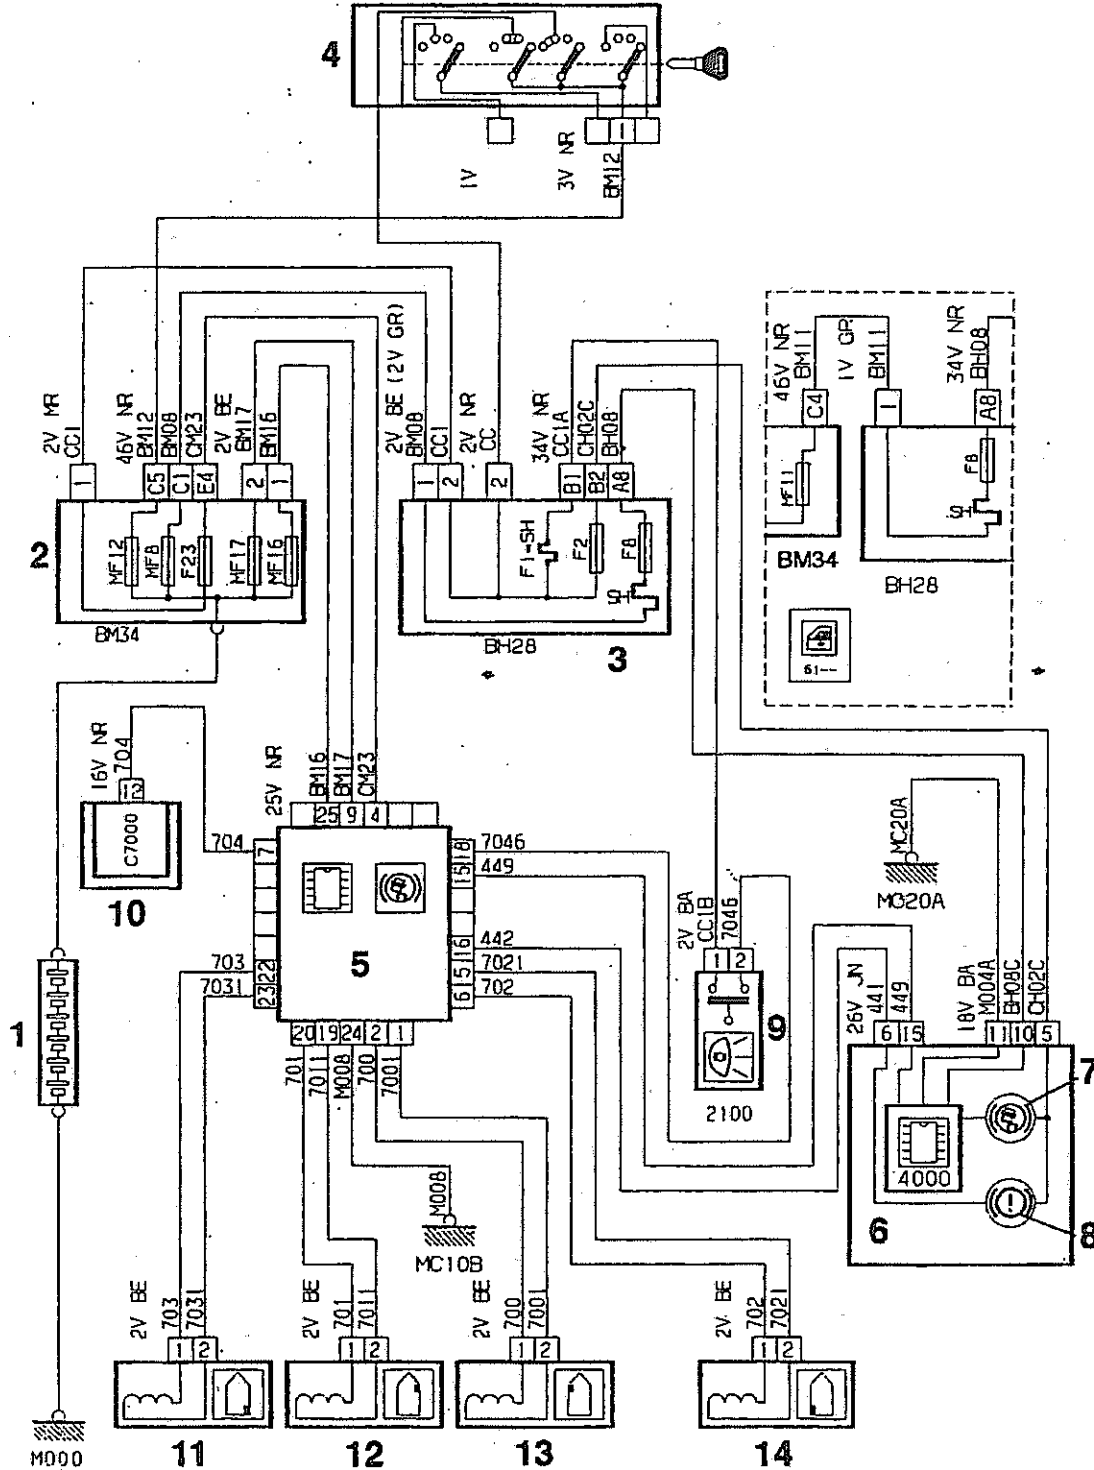 4
1V
3V NR
BM12
1
2V MR
CC1
46V NR
BM12
BM08
CM23
2V BE
BM17
BM16
2V BE (2V GR)
BM08
CC1
2V NR
CC
34V NR
CC1A
CH02C
BH08
46V NR
BM11
1V GR
BM11
34V NR
BH08
1
C5
C1
E4
2
1
1
2
2
B1
B2
A8
C4
1
A8
2
MF12
MF8
F23
MF17
MF16
BM34
F1=SH
F2
F8
SH
BH28
3
MF11
BM34
F8
SH
BH28
61--
16V NR
704
12
C7000
10
25V NR
BM16
BM17
CM23
25
9
4
704
7
703
22
7031
23
5
18
7046
15
449
16
442
15
7021
6
702
20
19
24
2
1
701
7011
M008
700
7001
M008
MC10B
2V BA
CC1B
7046
1
2
9
2100
MC20A
M020A
26V JN
441
449
18V BA
M004A
BH08C
CH02C
6
15
11
10
5
4000
6
7
8
1
M000
2V BE
703
7031
1
2
11
2V BE
701
7011
1
2
12
2V BE
700
7001
1
2
13
2V BE
702
7021
1
2
14